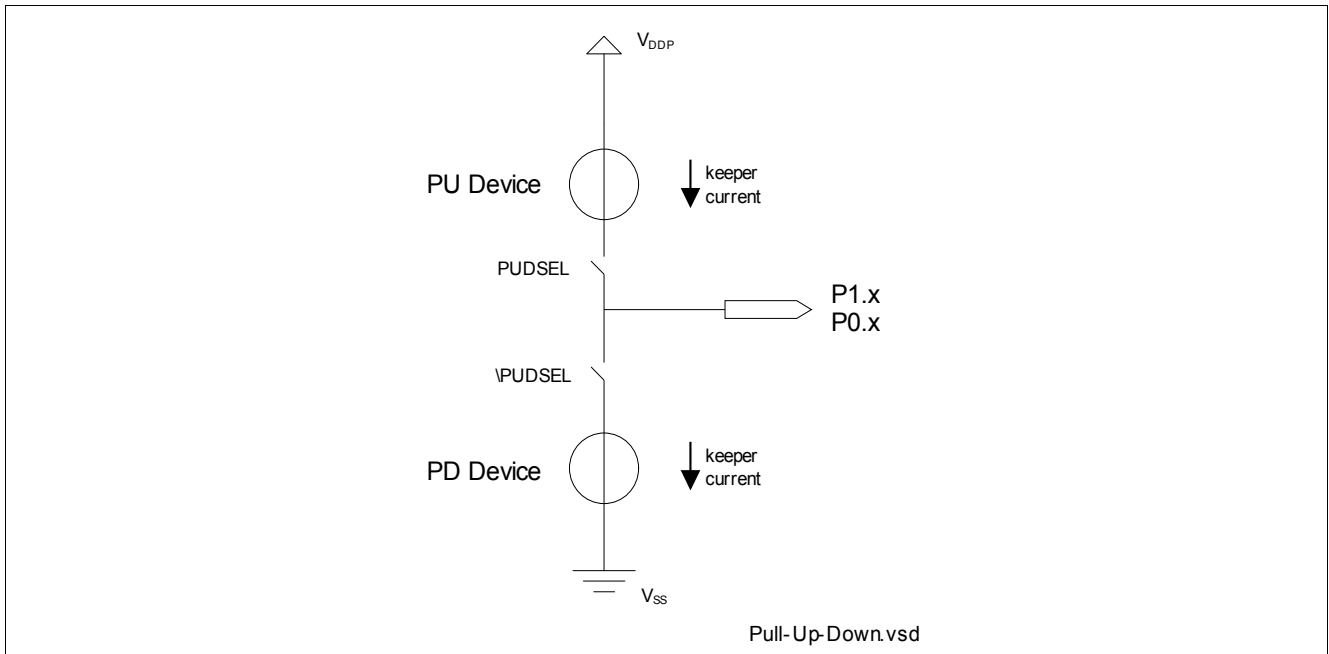 VDDP
PU Device
keeper
current
PUDSEL
P1.x
P0.x
\PUDSEL
PD Device
keeper
current
VSS
Pull-Up-Down.vsd